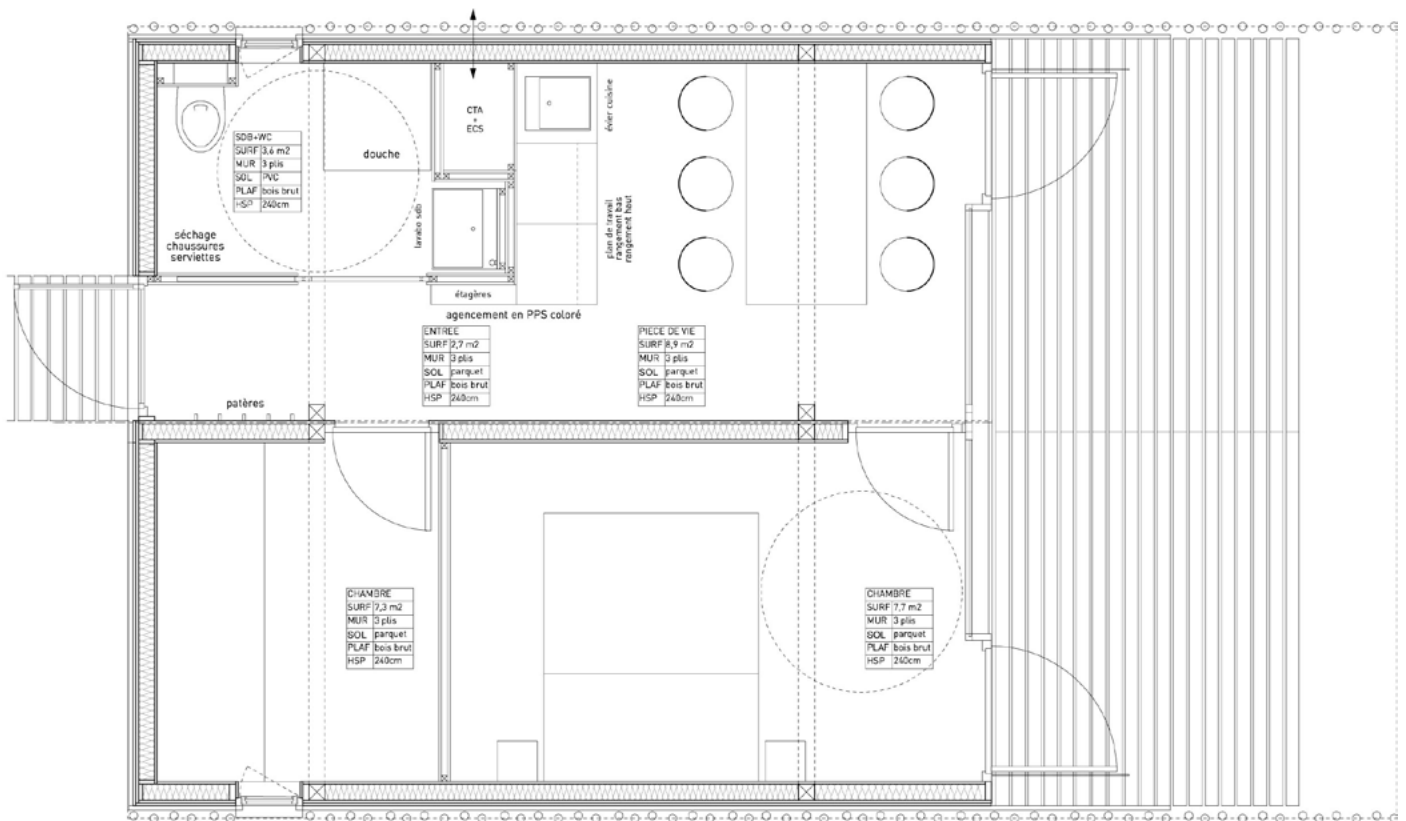 CTA
+
ECS
évier cuisine
SDB+WC
SURF 3,6 m2
MUR 3 plis
SOL PVC
PLAF bois brut
HSP 240cm
douche
séchage
chaussures
serviettes
lavabo sdb
plan de travail
rangement bas
rangement haut
étagères
agencement en PPS coloré
ENTREE
SURF 2,7 m2
MUR 3 plis
SOL parquet
PLAF bois brut
HSP 240cm
PIECE DE VIE
SURF 8,9 m2
MUR 3 plis
SOL parquet
PLAF bois brut
HSP 240cm
patères
CHAMBRE
SURF 7,3 m2
MUR 3 plis
SOL parquet
PLAF bois brut
HSP 240cm
CHAMBRE
SURF 7,7 m2
MUR 3 plis
SOL parquet
PLAF bois brut
HSP 240cm